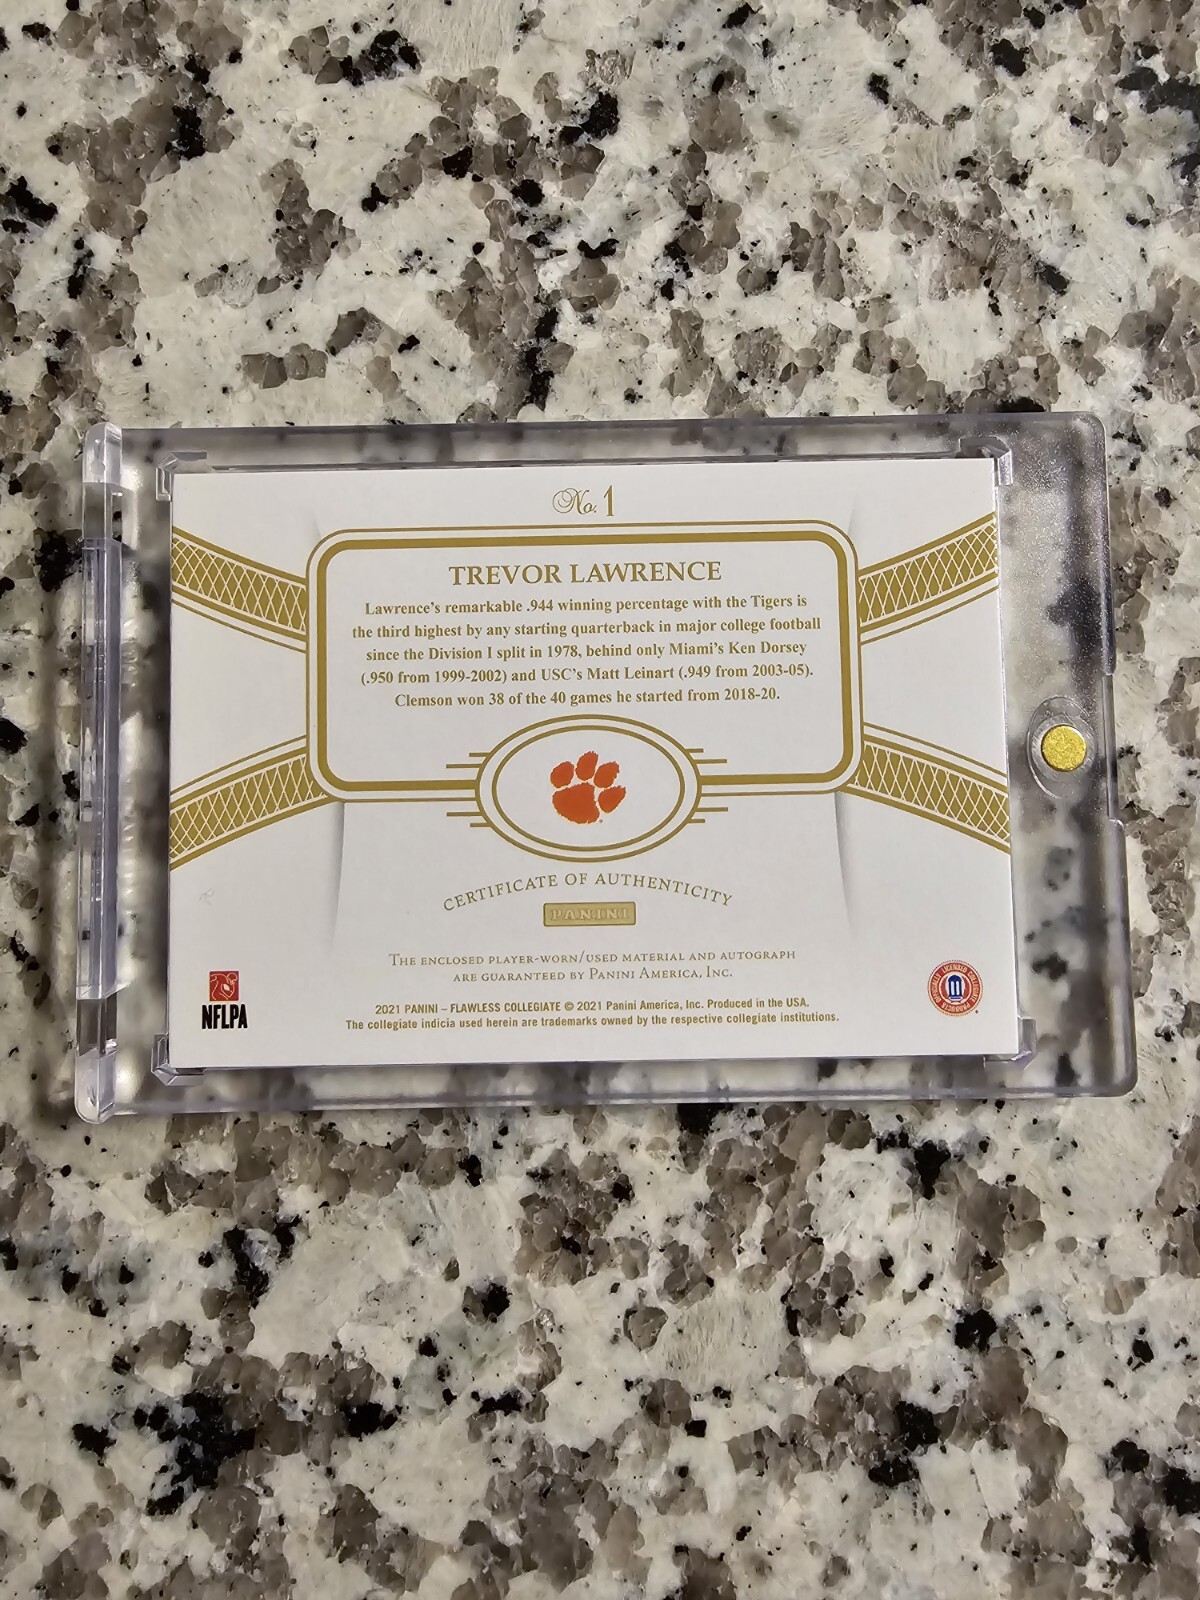 No. 1
TREVOR LAWRENCE
Lawrence's remarkable .944 winning percentage with the Tigers is
the third highest by any starting quarterback in major college football
since the Division I split in 1978, behind only Miami's Ken Dorsey
(.950 from 1999-2002) and USC's Matt Leinart (.949 from 2003-05).
Clemson won 38 of the 40 games he started from 2018-20.
CERTIFICATE OF AUTHENTICITY
PANINI
THE ENCLOSED PLAYER-WORN/USED MATERIAL AND AUTOGRAPH
ARE GUARANTEED BY PANINI AMERICA, INC.
NFLPA
2021 PANINI – FLAWLESS COLLEGIATE © 2021 Panini America, Inc. Produced in the USA.
The collegiate indicia used herein are trademarks owned by the respective collegiate institutions.
OFFICIALLY LICENSED COLLEGIATE PRODUCTS